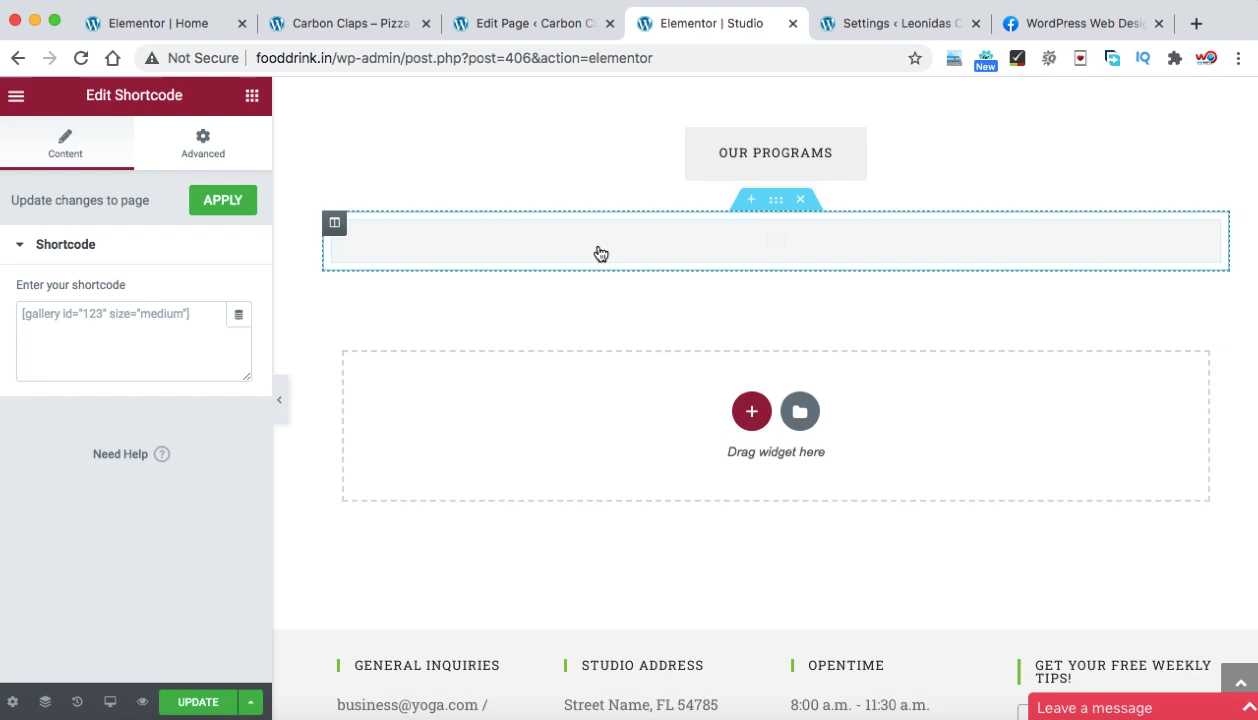 Elementor | Home
Carbon Claps – Pizza
Edit Page ‹ Carbon C
Elementor | Studio
Settings ‹ Leonidas C
WordPress Web Desig
Not Secure
fooddrink.in/wp-admin/post.php?post=406&action=elementor
New
IQ
Edit Shortcode
Content
Advanced
Update changes to page
APPLY
Shortcode
Enter your shortcode
[gallery id="123" size="medium"]
Need Help ?
UPDATE
OUR PROGRAMS
Drag widget here
GENERAL INQUIRIES
business@yoga.com /
STUDIO ADDRESS
Street Name, FL 54785
OPENTIME
8:00 a.m. - 11:30 a.m.
GET YOUR FREE WEEKLY
TIPS!
Leave a message